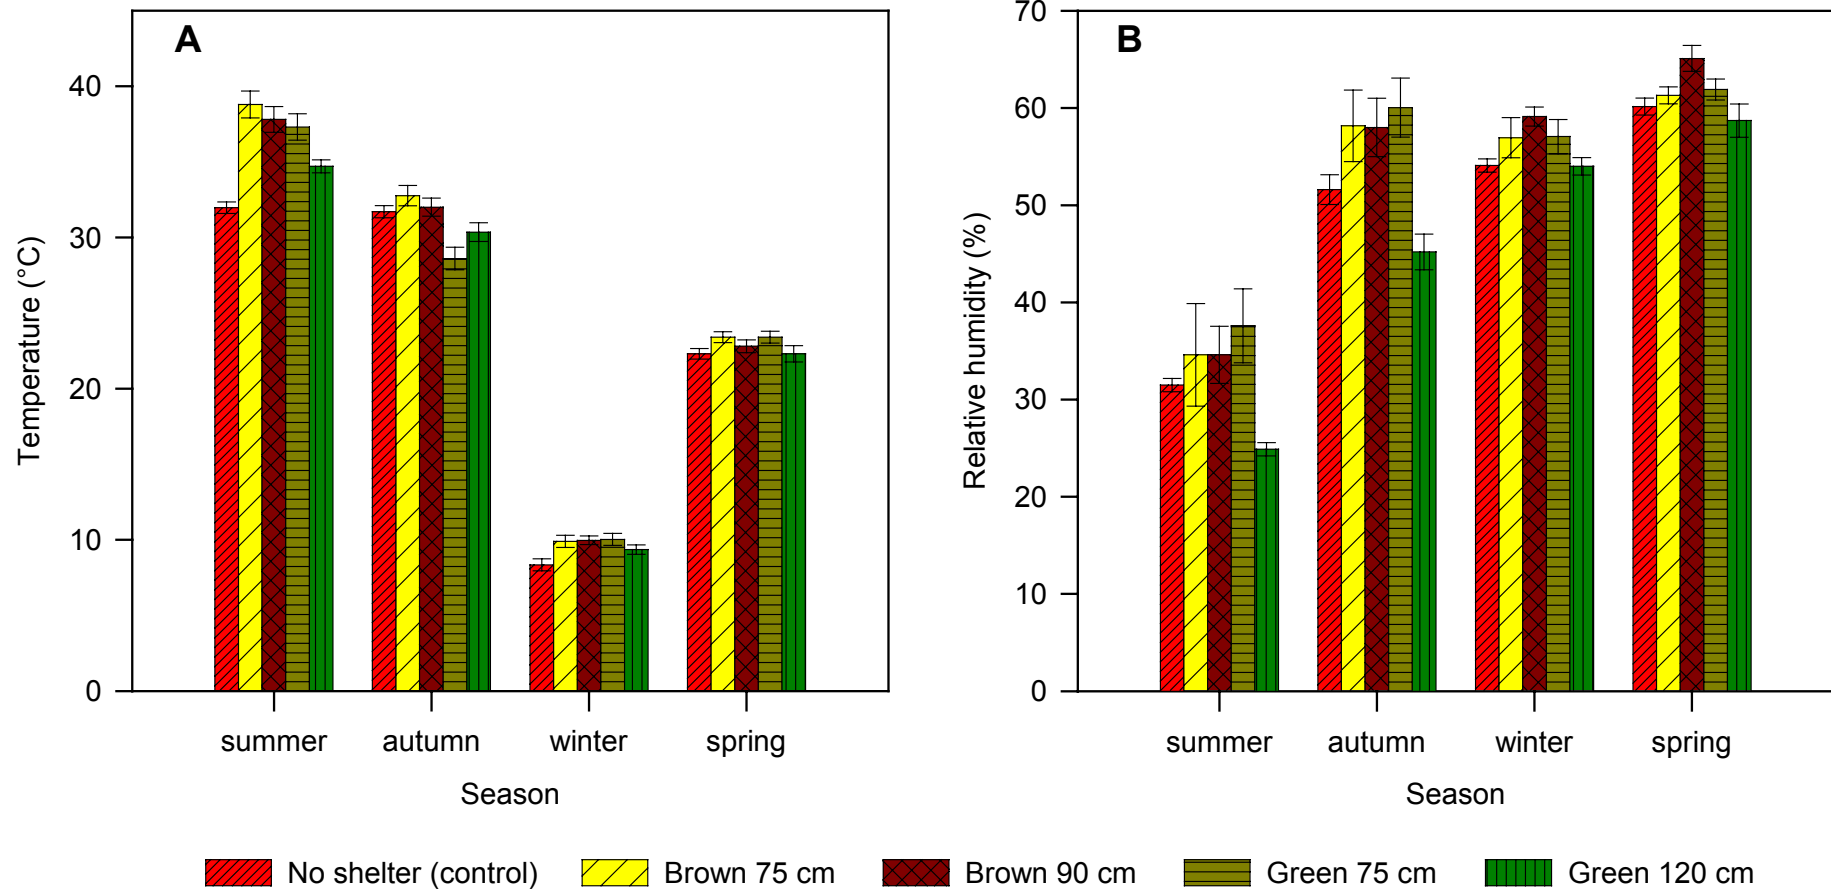 A
40
30
20
10
0
Temperature (°C)
summer autumn winter spring
Season
B
70
60
50
40
30
20
10
0
Relative humidity (%)
summer autumn winter spring
Season
No shelter (control) Brown 75 cm Brown 90 cm Green 75 cm Green 120 cm